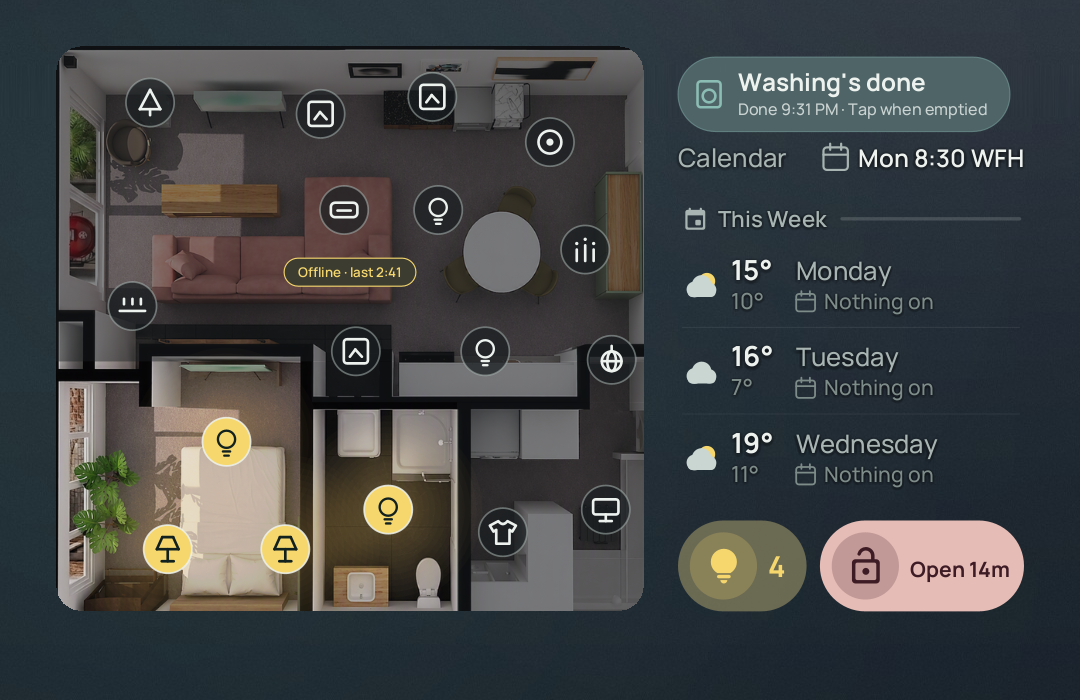 Washing's done
Done 9:31 PM · Tap when emptied
Calendar
Mon 8:30 WFH
This Week
15° Monday
10° Nothing on
16° Tuesday
7° Nothing on
19° Wednesday
11° Nothing on
4
Open 14m
Offline · last 2:41